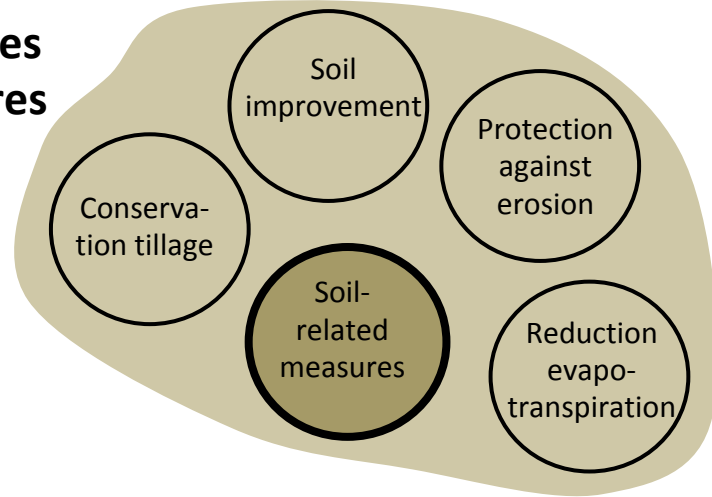 es
res
Soil
improvement
Protection
against
erosion
Conserva-
tion tillage
Soil-
related
measures
Reduction
evapo-
transpiration